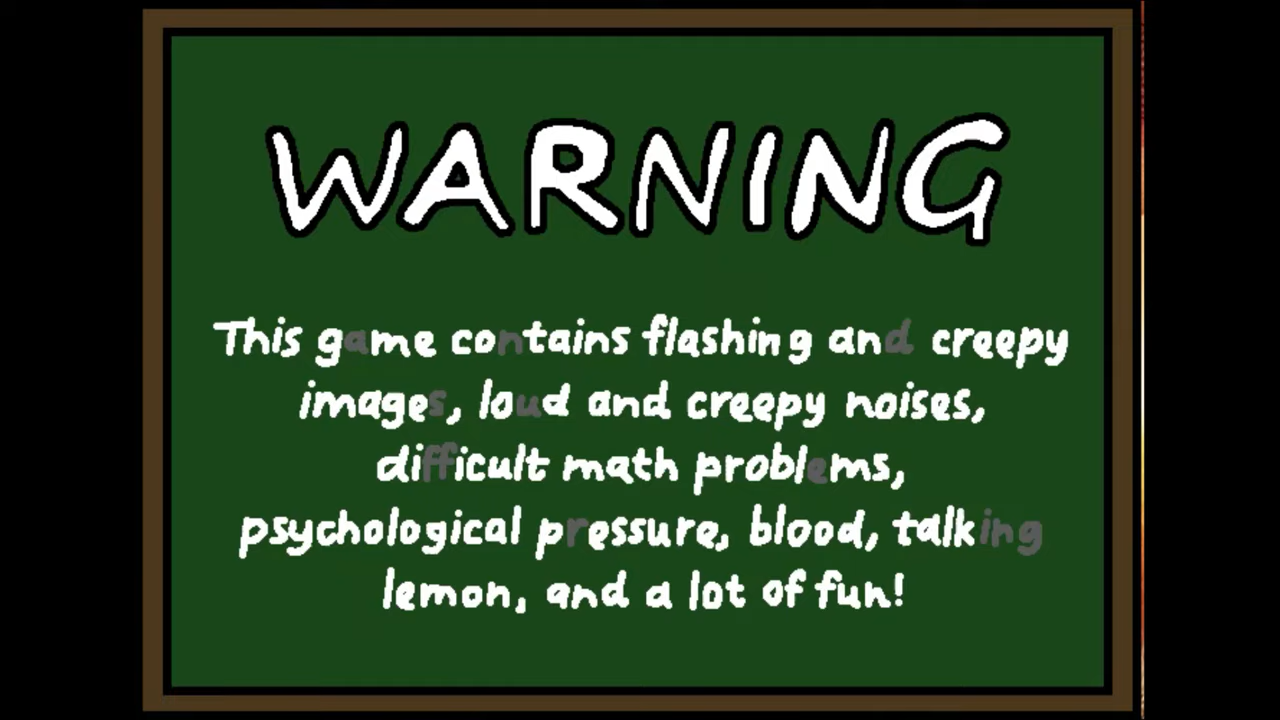 WARNING
This game contains flashing and creepy
images, loud and creepy noises,
difficult math problems,
psychological pressure, blood, talking
lemon, and a lot of fun!